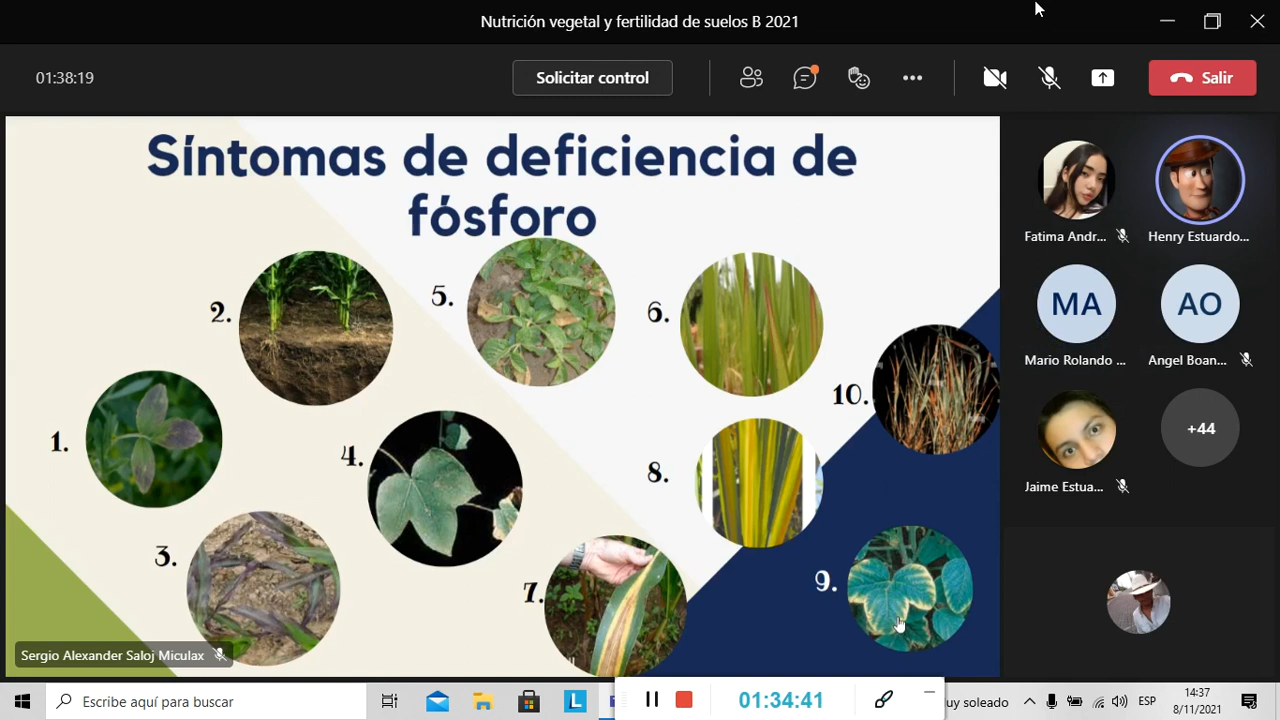 Nutrición vegetal y fertilidad de suelos B 2021
01:38:19
Solicitar control
Salir
Síntomas de deficiencia de
fósforo
1.
2.
3.
4.
5.
6.
7.
8.
9.
10.
Sergio Alexander Saloj Miculax
Fatima Andr...
Henry Estuardo...
MA
AO
Mario Rolando ...
Angel Boan...
+44
Jaime Estua...
Escribe aquí para buscar
L
01:34:41
uy soleado
ESP
14:37
8/11/2021